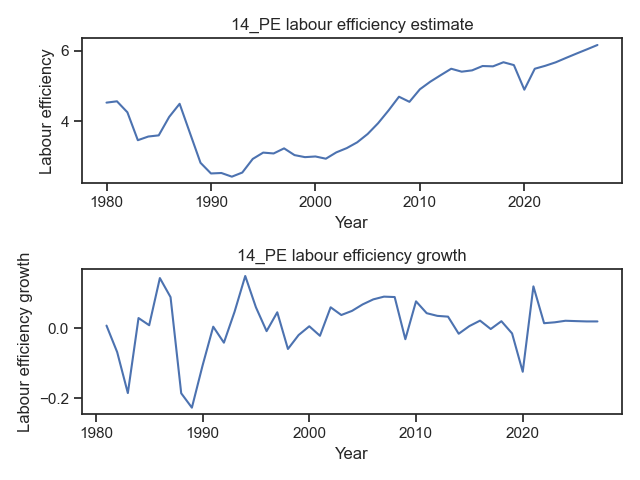 14_PE labour efficiency estimate
Labour efficiency
6
4
1980 1990 2000 2010 2020
Year
14_PE labour efficiency growth
Labour efficiency growth
0.0
−0.2
1980 1990 2000 2010 2020
Year